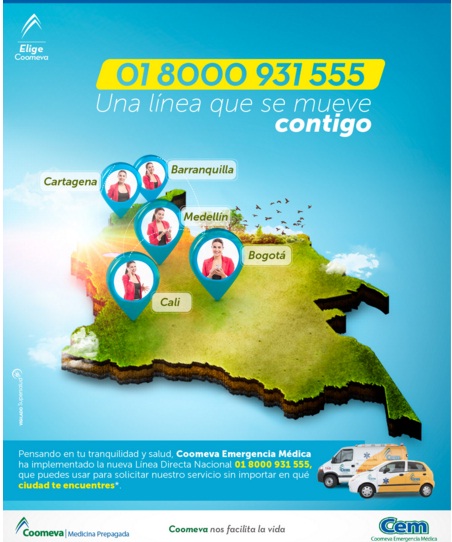 Elige
Coomeva
01 8000 931 555
Una línea que se mueve
contigo
Barranquilla
Cartagena
Medellín
Bogotá
Cali
Pensando en tu tranquilidad y salud, Coomeva Emergencia Médica
ha implementado la nueva Línea Directa Nacional 01 8000 931 555,
que puedes usar para solicitar nuestro servicio sin importar en qué
ciudad te encuentres*.
Coomeva | Medicina Prepagada
Coomeva nos facilita la vida
Cem
Coomeva Emergencia Médica